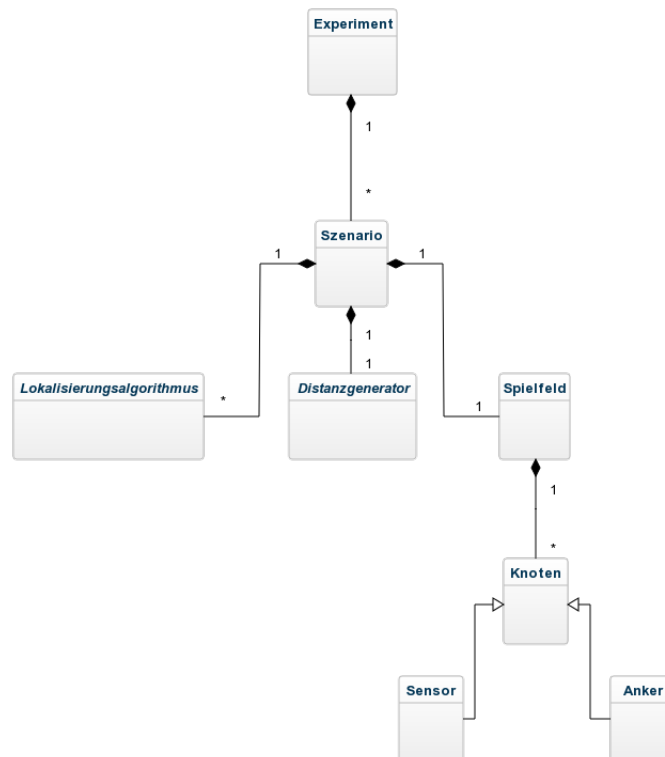 Experiment
1
*
Szenario
1
1
1
1
Lokalisierungsalgorithmus
*
Distanzgenerator
Spielfeld
1
1
*
Knoten
Sensor
Anker